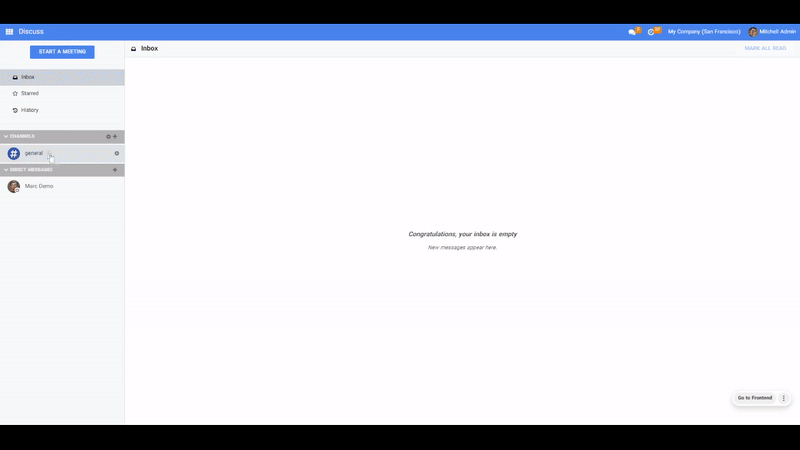 Discuss
My Company (San Francisco)
Mitchell Admin
START A MEETING
Inbox
MARK ALL READ
Inbox
Starred
History
CHANNELS
general
DIRECT MESSAGES
Marc Demo
Congratulations, your inbox is empty
New messages appear here.
Go to Frontend